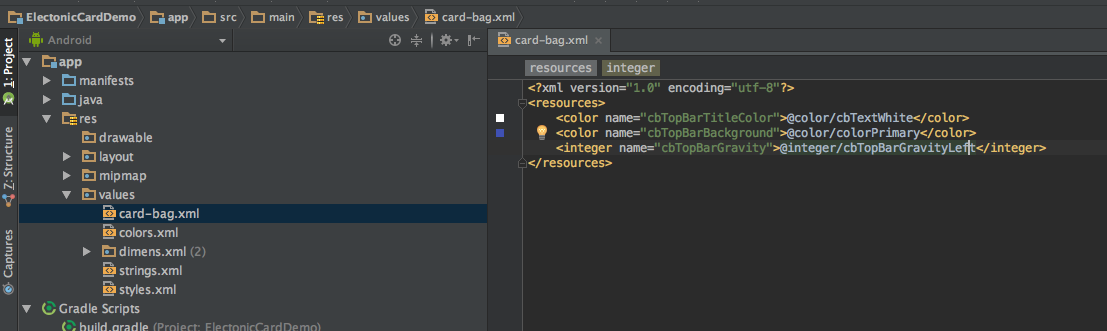 ElectonicCardDemo app src main res values card-bag.xml
1: Project
Z: Structure
Captures
Android
app
manifests
java
res
drawable
layout
mipmap
values
card-bag.xml
colors.xml
dimens.xml (2)
strings.xml
styles.xml
Gradle Scripts
build.gradle (Project: ElectonicCardDemo)
card-bag.xml
resources integer
<?xml version="1.0" encoding="utf-8"?>
<resources>
<color name="cbTopBarTitleColor">@color/cbTextWhite</color>
<color name="cbTopBarBackground">@color/colorPrimary</color>
<integer name="cbTopBarGravity">@integer/cbTopBarGravityLeft</integer>
</resources>